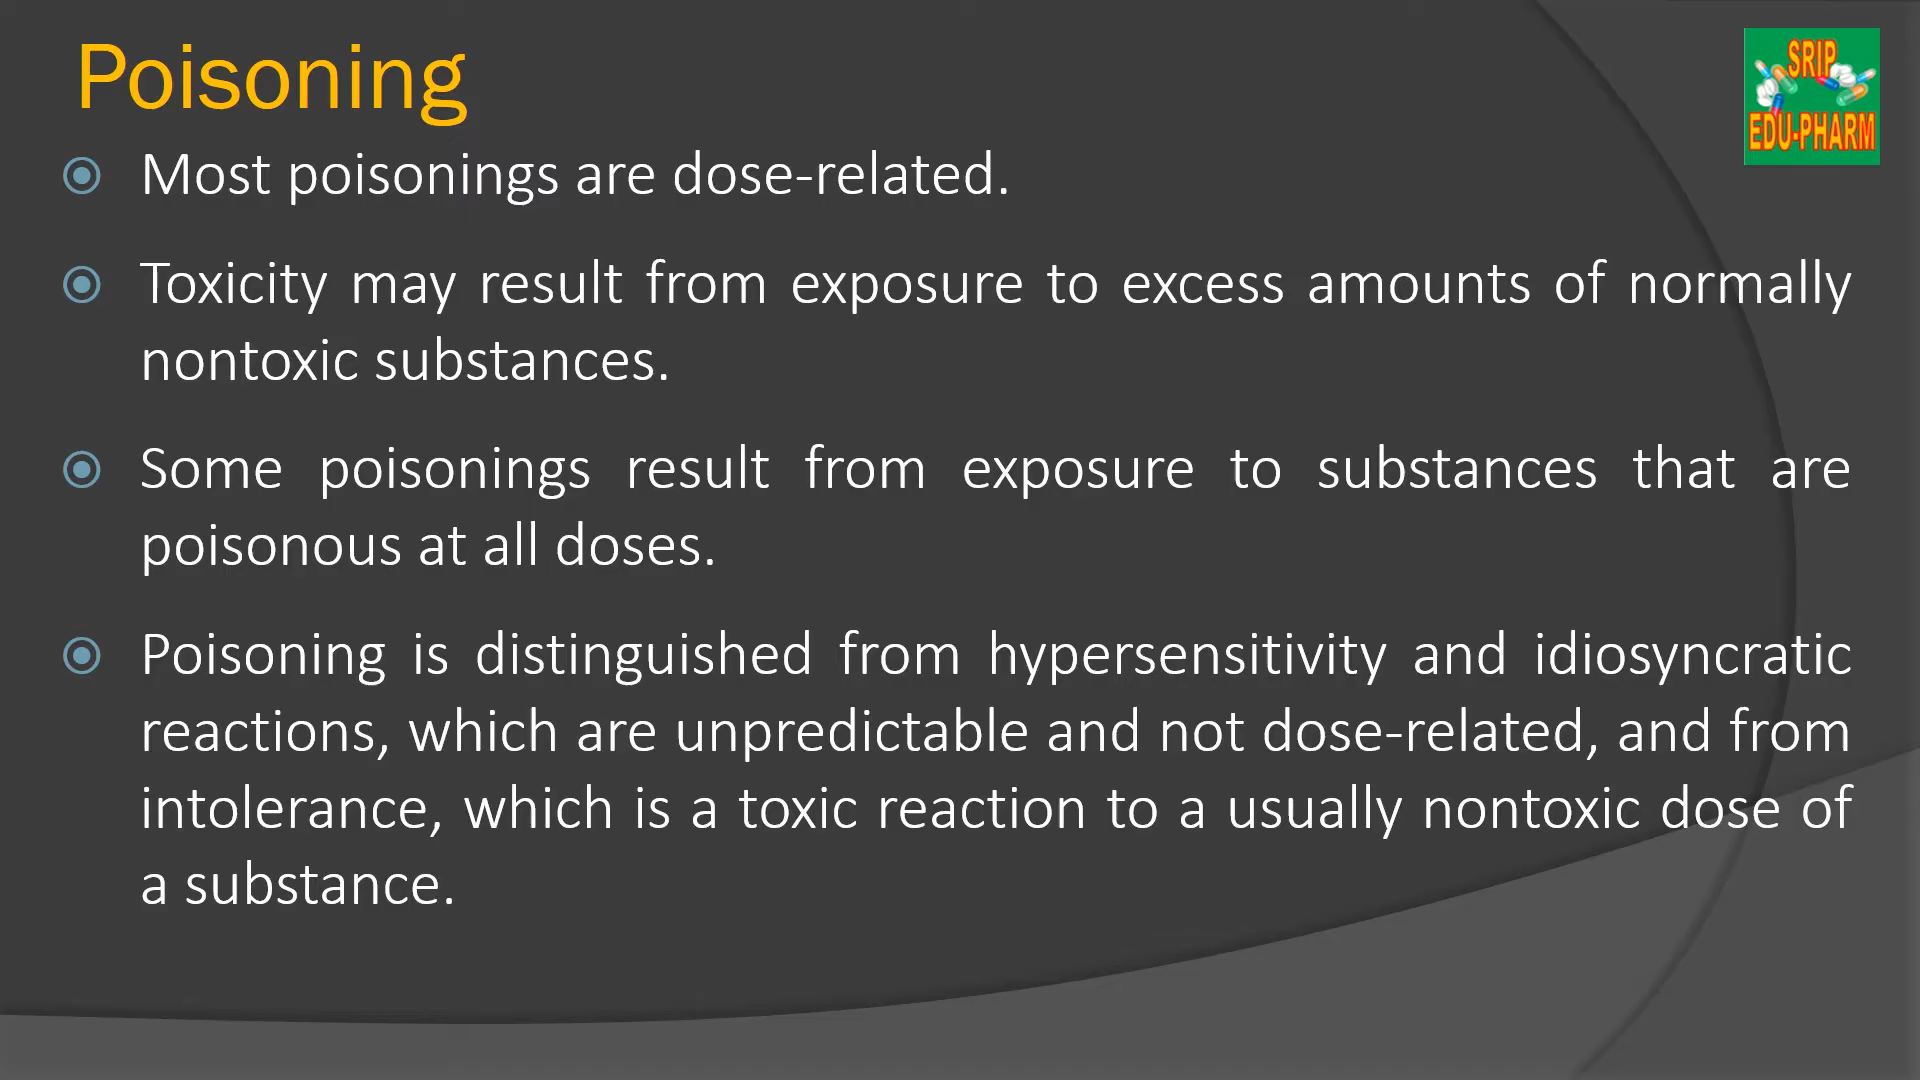 Poisoning
SRIP
EDU-PHARM
Most poisonings are dose-related.
Toxicity may result from exposure to excess amounts of normally
nontoxic substances.
Some poisonings result from exposure to substances that are
poisonous at all doses.
Poisoning is distinguished from hypersensitivity and idiosyncratic
reactions, which are unpredictable and not dose-related, and from
intolerance, which is a toxic reaction to a usually nontoxic dose of
a substance.